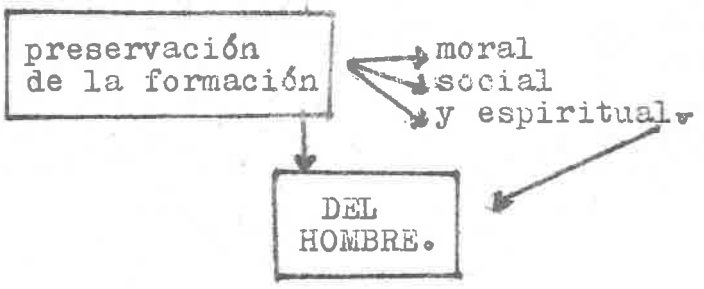 preservación
de la formación
moral
social
y espiritual.
DEL
HOMBRE.